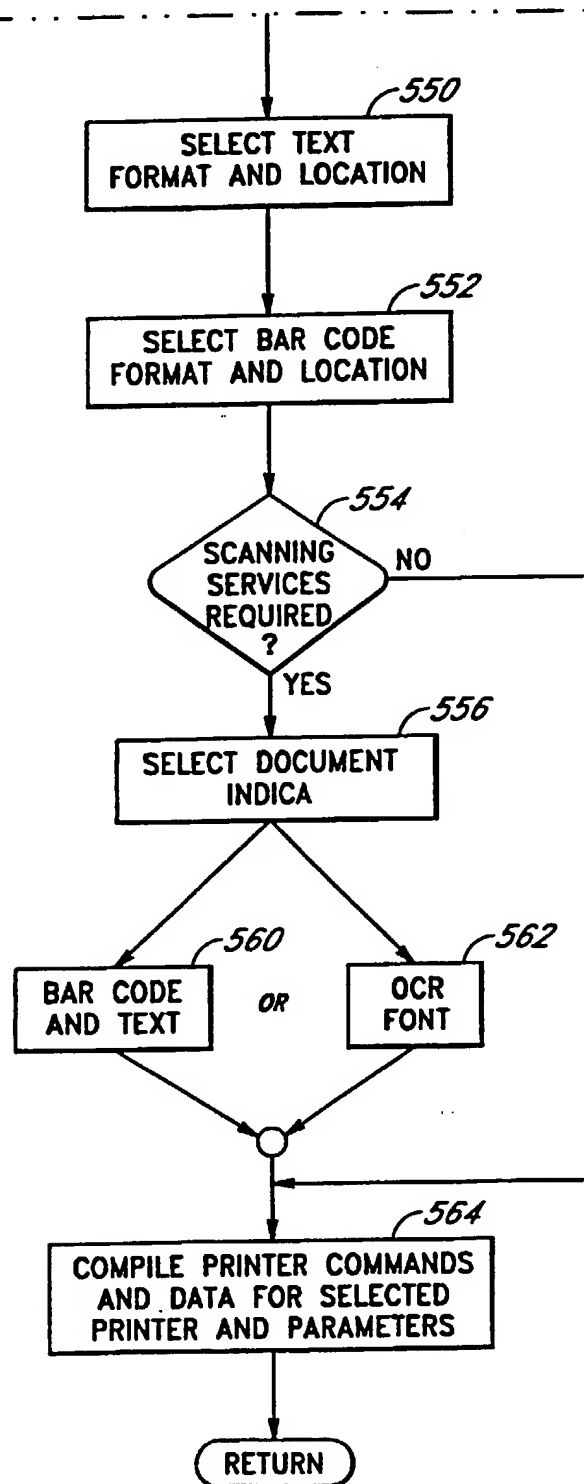 550
SELECT TEXT
FORMAT AND LOCATION
552
SELECT BAR CODE
FORMAT AND LOCATION
554
SCANNING
SERVICES
REQUIRED
?
NO
YES
556
SELECT DOCUMENT
INDICA
560
BAR CODE
AND TEXT
OR
562
OCR
FONT
564
COMPILE PRINTER COMMANDS
AND DATA FOR SELECTED
PRINTER AND PARAMETERS
RETURN